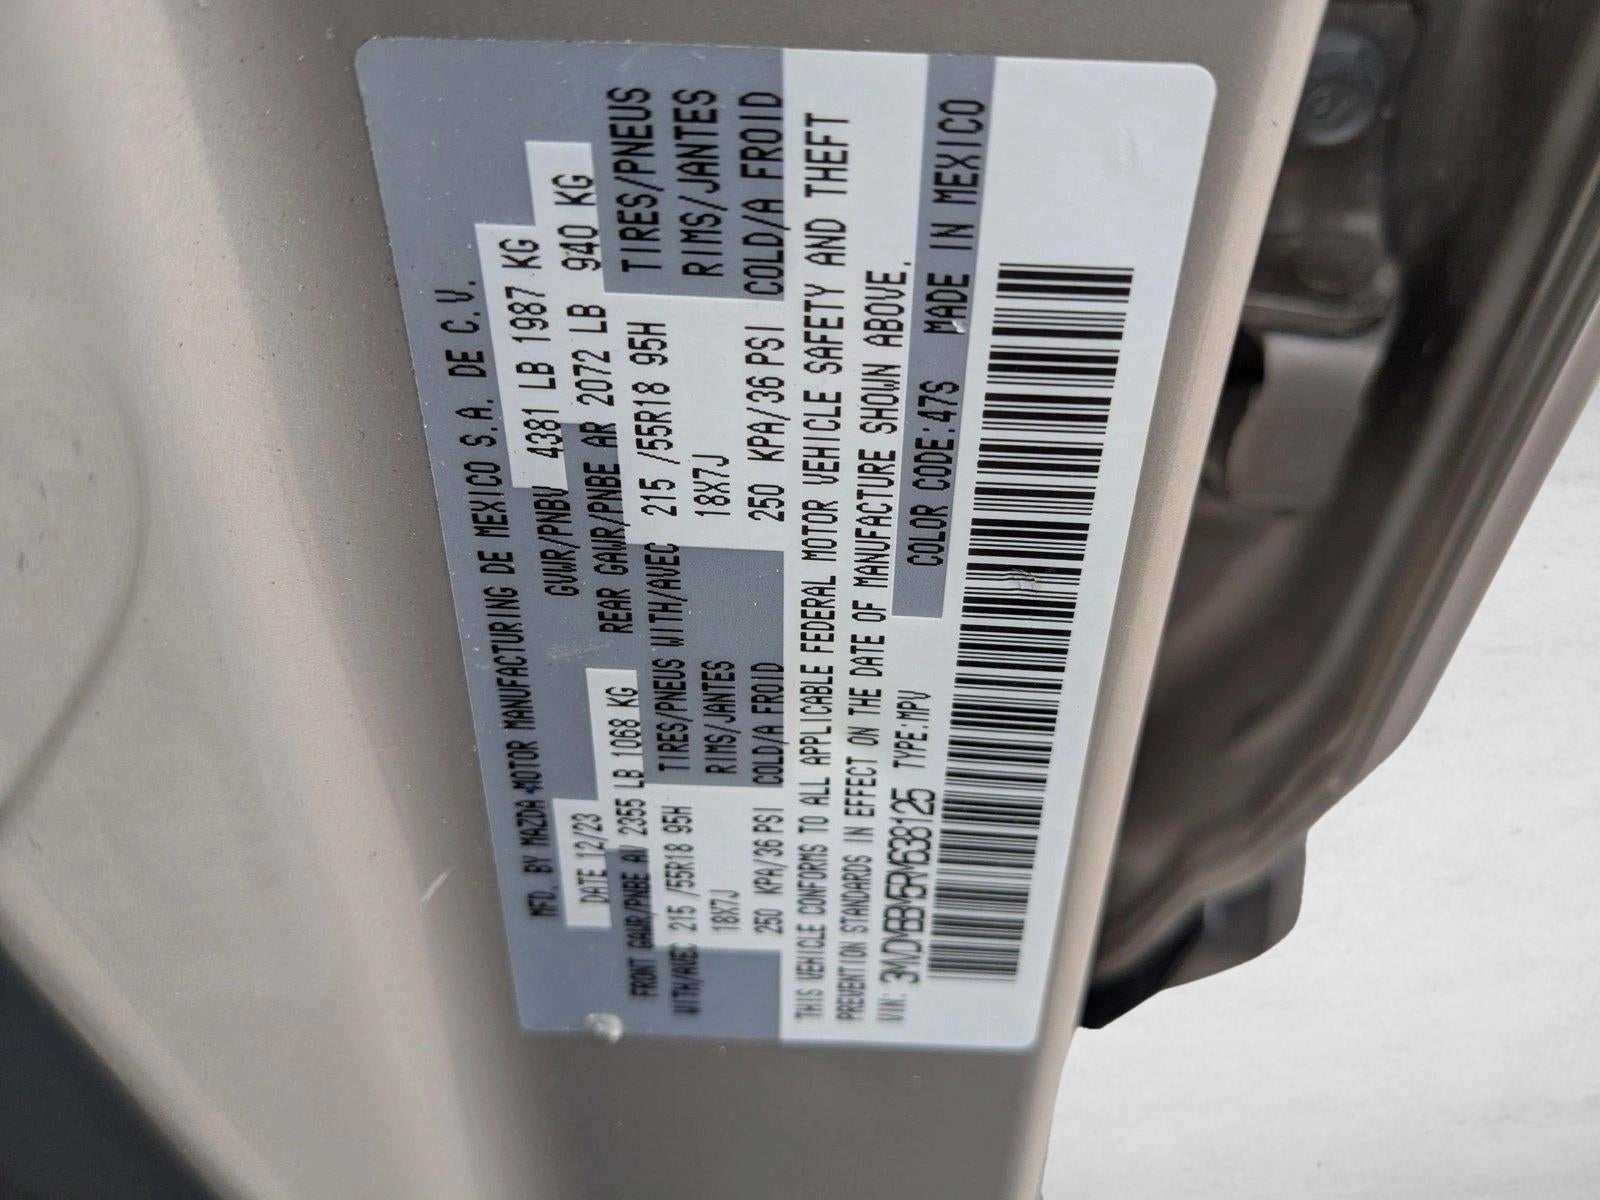 MFD. BY MAZDA MOTOR MANUFACTURING DE MEXICO S.A. DE C.V.
DATE 12/23 GVWR/PNBV 4381 LB 1987 KG
FRONT GAWR/PNBE AV 2355 LB 1068 KG REAR GAWR/PNBE AR 2072 LB 940 KG
WITH/AVEC 215 /55R18 95H TIRES/PNEUS WITH/AVEC 215 /55R18 95H TIRES/PNEUS
18X7J RIMS/JANTES 18X7J RIMS/JANTES
250 KPA/36 PSI COLD/A FROID 250 KPA/36 PSI COLD/A FROID
THIS VEHICLE CONFORMS TO ALL APPLICABLE FEDERAL MOTOR VEHICLE SAFETY AND THEFT
PREVENTION STANDARDS IN EFFECT ON THE DATE OF MANUFACTURE SHOWN ABOVE.
VIN: 3MVDMBBM5RM638125 TYPE:MPV COLOR CODE:47S MADE IN MEXICO